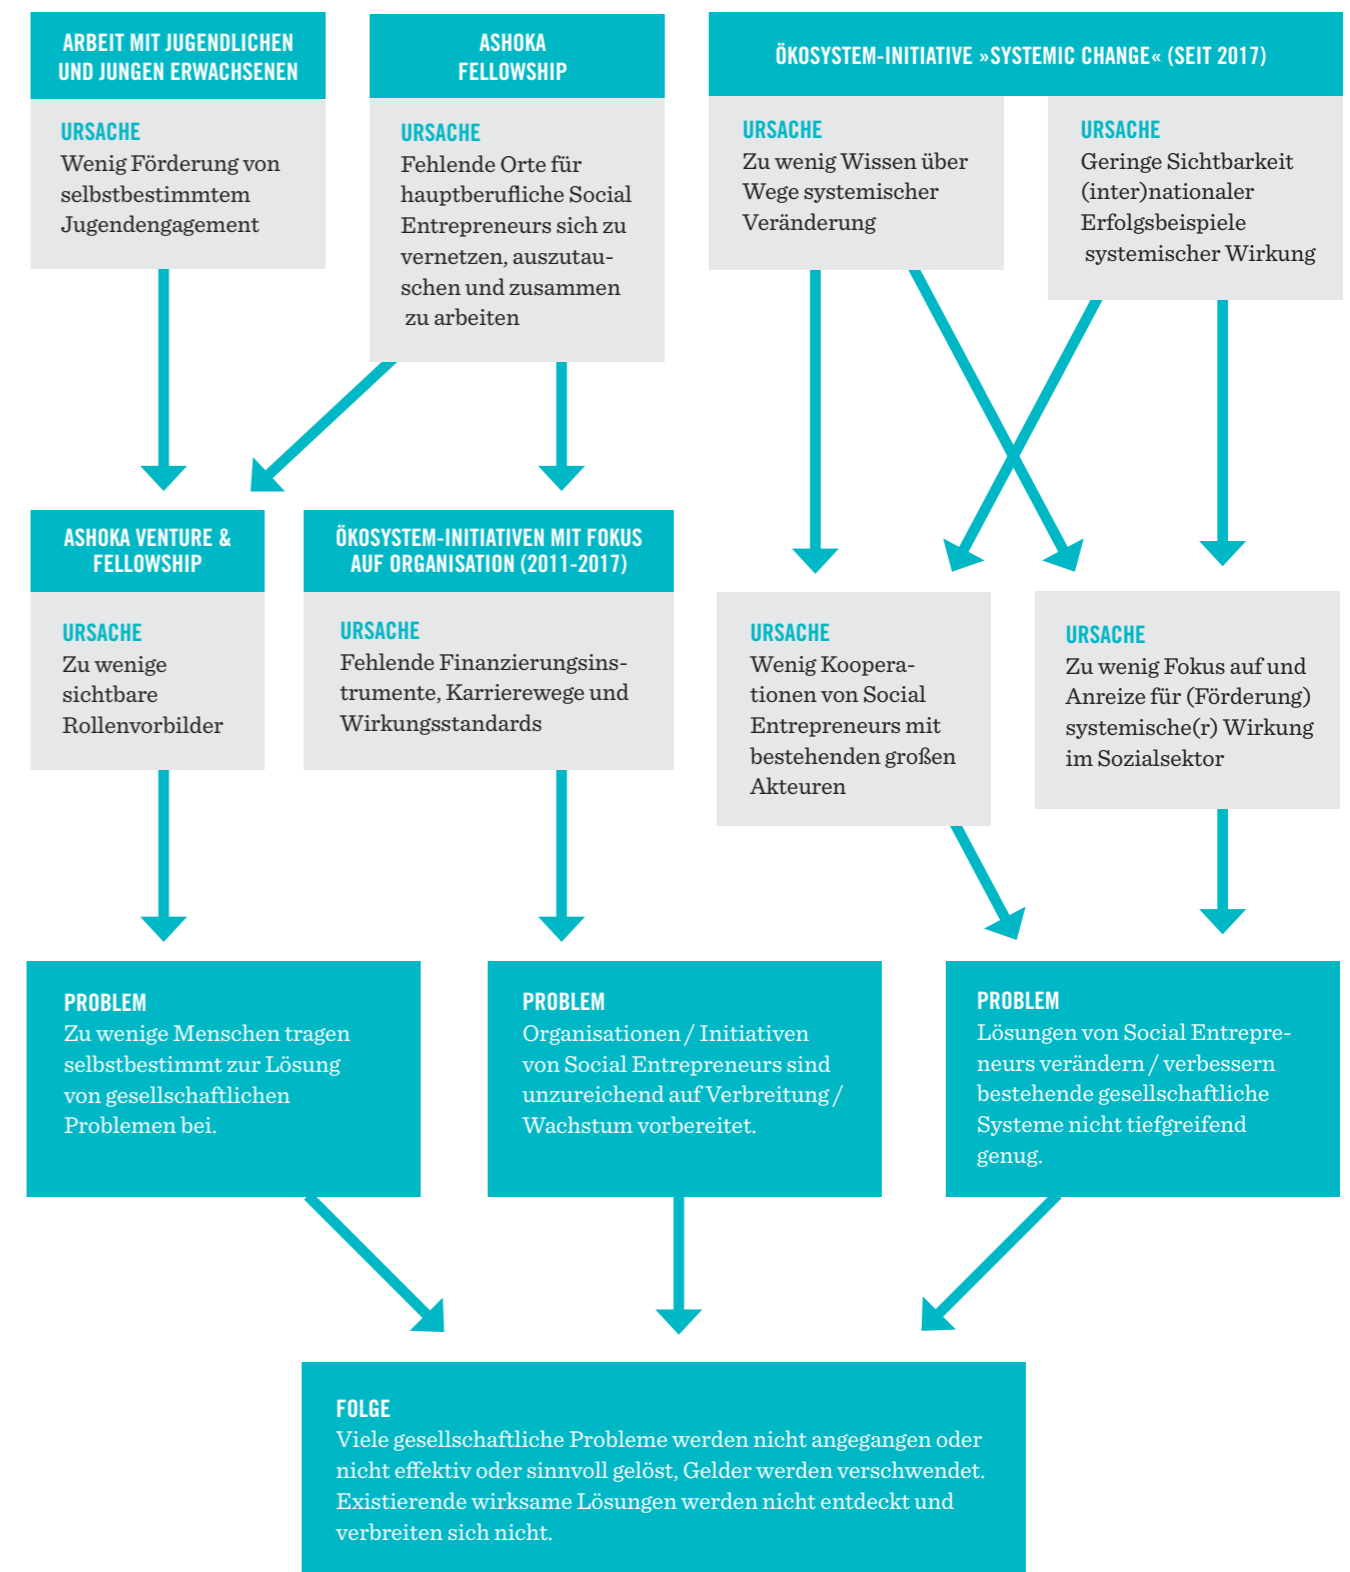 ARBEIT MIT JUGENDLICHEN
UND JUNGEN ERWACHSENEN
URSACHE
Wenig Förderung von
selbstbestimmtem
Jugendengagement
ASHOKA
FELLOWSHIP
URSACHE
Fehlende Orte für
hauptberufliche Social
Entrepreneurs sich zu
vernetzen, auszutau-
schen und zusammen
zu arbeiten
ÖKOSYSTEM-INITIATIVE »SYSTEMIC CHANGE« (SEIT 2017)
URSACHE
Zu wenig Wissen über
Wege systemischer
Veränderung
URSACHE
Geringe Sichtbarkeit
(inter)nationaler
Erfolgsbeispiele
systemischer Wirkung
ASHOKA VENTURE &
FELLOWSHIP
URSACHE
Zu wenige
sichtbare
Rollenvorbilder
ÖKOSYSTEM-INITIATIVEN MIT FOKUS
AUF ORGANISATION (2011-2017)
URSACHE
Fehlende Finanzierungsins-
trumente, Karrierewege und
Wirkungsstandards
URSACHE
Wenig Koopera-
tionen von Social
Entrepreneurs mit
bestehenden großen
Akteuren
URSACHE
Zu wenig Fokus auf und
Anreize für (Förderung)
systemische(r) Wirkung
im Sozialsektor
PROBLEM
Zu wenige Menschen tragen
selbstbestimmt zur Lösung
von gesellschaftlichen
Problemen bei.
PROBLEM
Organisationen / Initiativen
von Social Entrepreneurs sind
unzureichend auf Verbreitung /
Wachstum vorbereitet.
PROBLEM
Lösungen von Social Entrepre-
neurs verändern / verbessern
bestehende gesellschaftliche
Systeme nicht tiefgreifend
genug.
FOLGE
Viele gesellschaftliche Probleme werden nicht angegangen oder
nicht effektiv oder sinnvoll gelöst, Gelder werden verschwendet.
Existierende wirksame Lösungen werden nicht entdeckt und
verbreiten sich nicht.